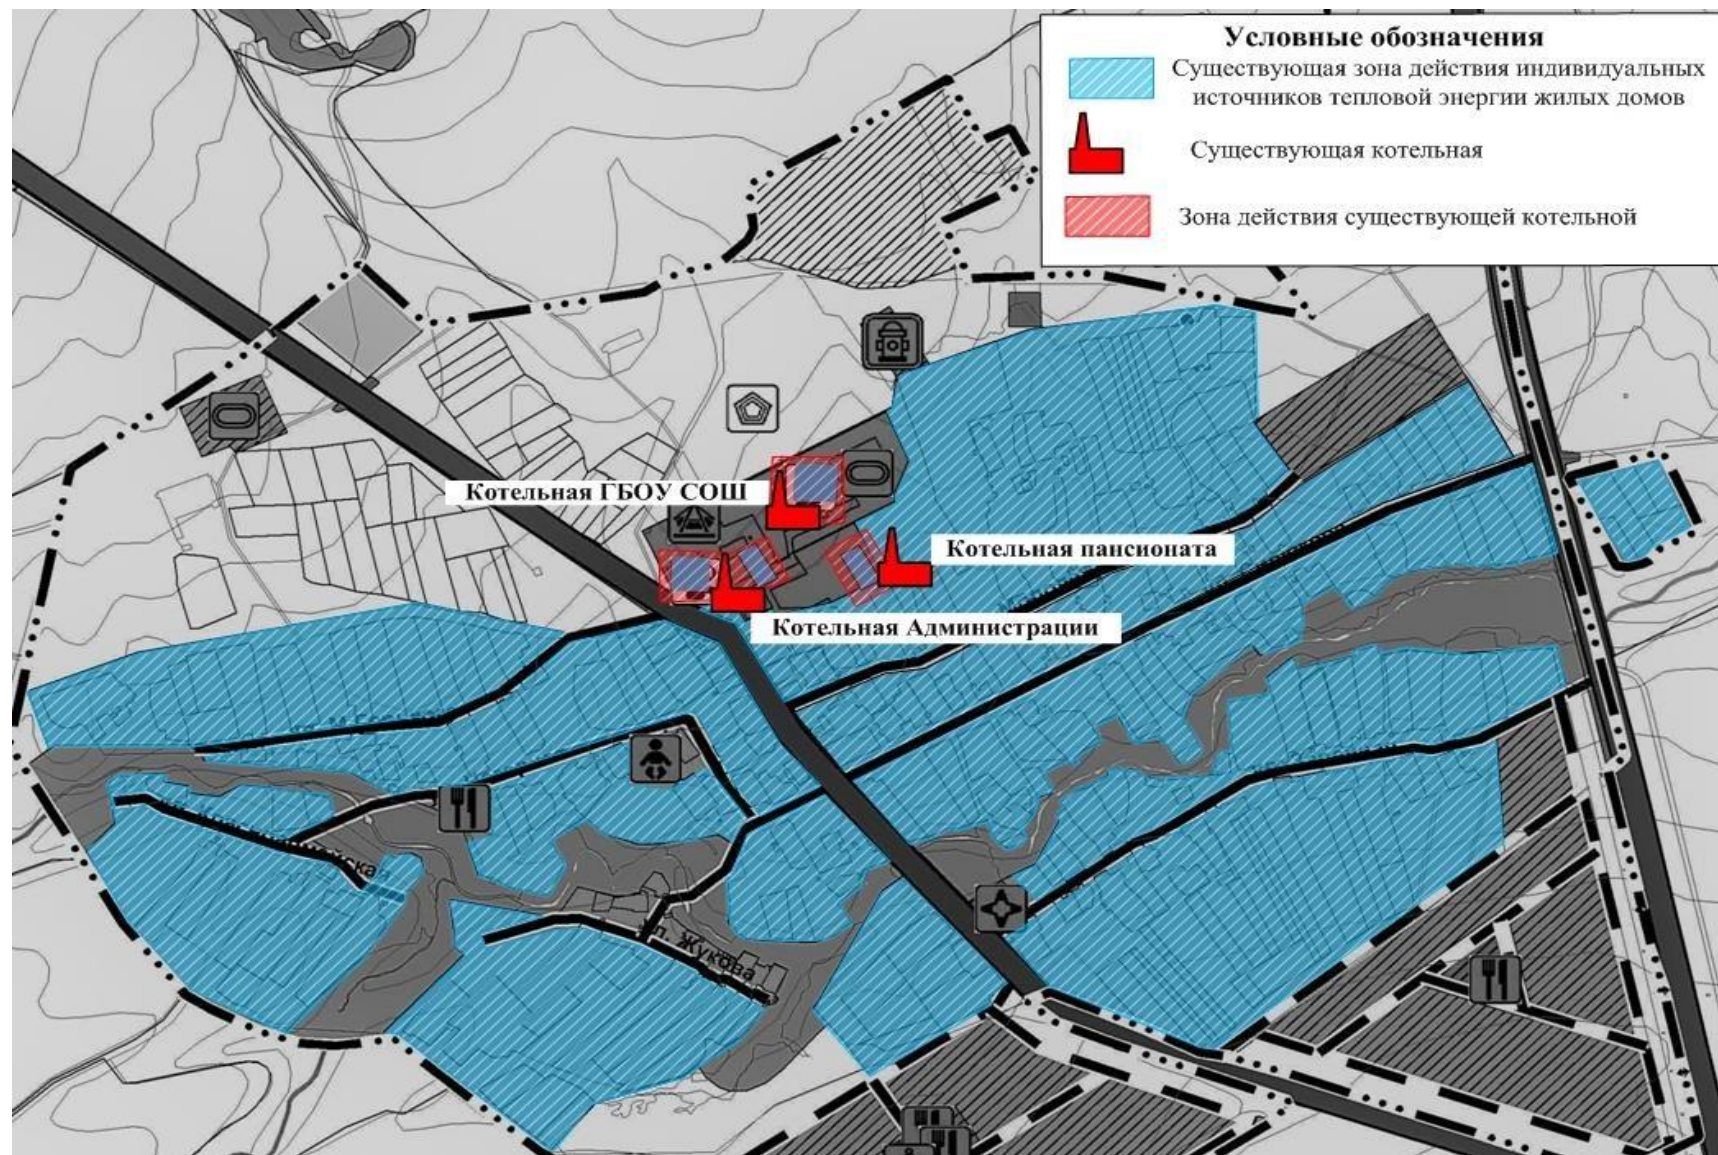 Условные обозначения
Существующая зона действия индивидуальных
источников тепловой энергии жилых домов
Существующая котельная
Зона действия существующей котельной
Котельная ГБОУ СОШ
Котельная пансионата
Котельная Администрации
ул. Жукова